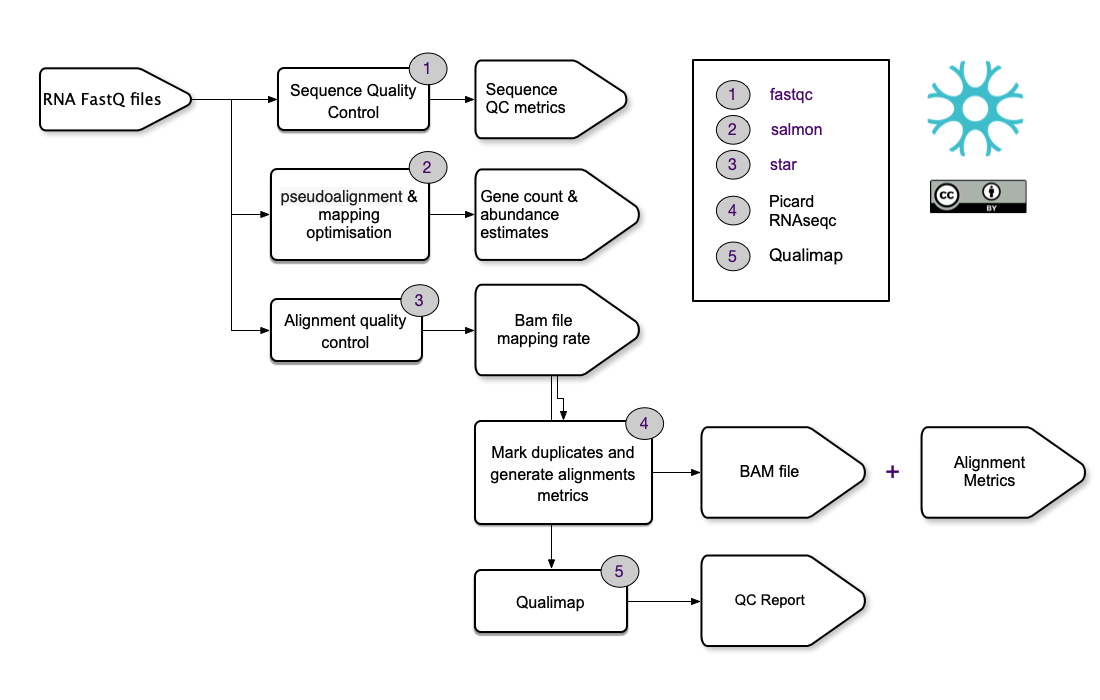 RNA FastQ files
1
Sequence Quality
Control
Sequence
QC metrics
2
pseudoalignment &
mapping
optimisation
Gene count &
abundance
estimates
3
Alignment quality
control
Bam file
mapping rate
4
Mark duplicates and
generate alignments
metrics
BAM file
+
Alignment
Metrics
5
Qualimap
QC Report
1 fastqc
2 salmon
3 star
4 Picard
RNAseqc
5 Qualimap
cc
BY